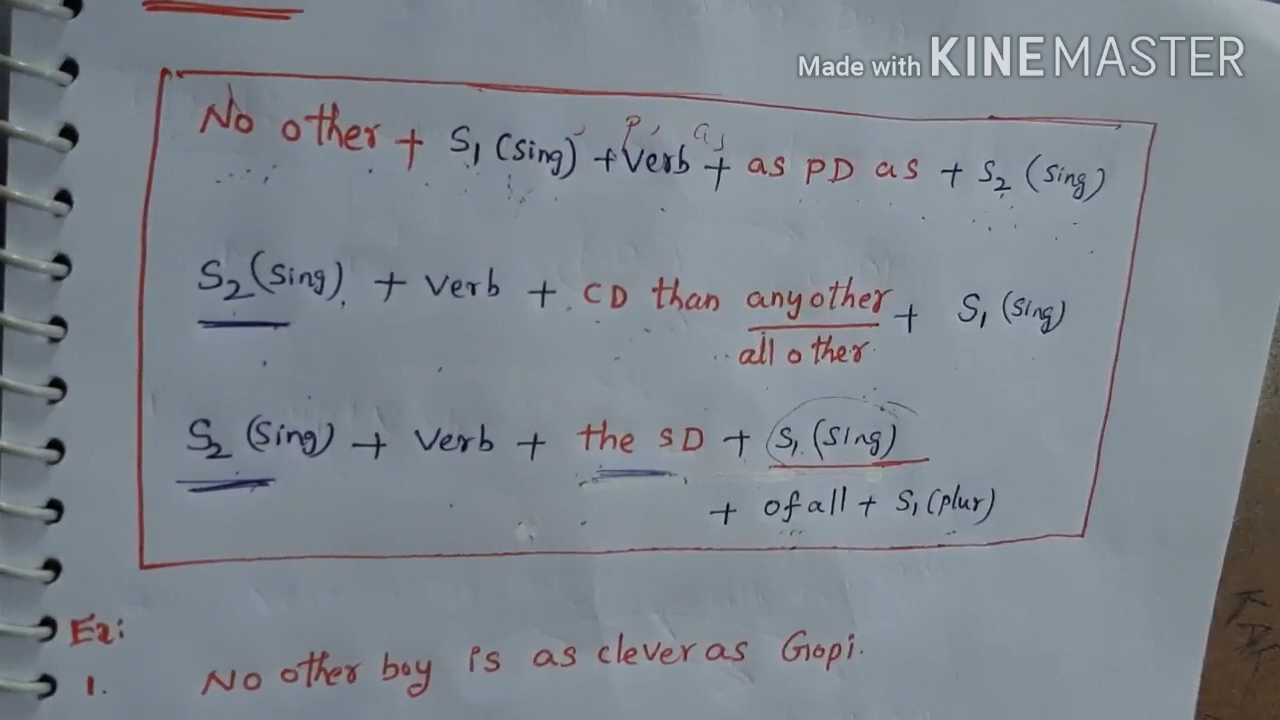 Made with KINEMASTER
No other + S₁ (sing) + verb + as PD as + S₂ (sing)
S₂ (sing) + verb + CD than any other + S₁ (sing)
all other
S₂ (sing) + verb + the SD + S₁ (sing)
+ of all + S₁ (plur)
Ex:
1. No other boy is as clever as Gopi.